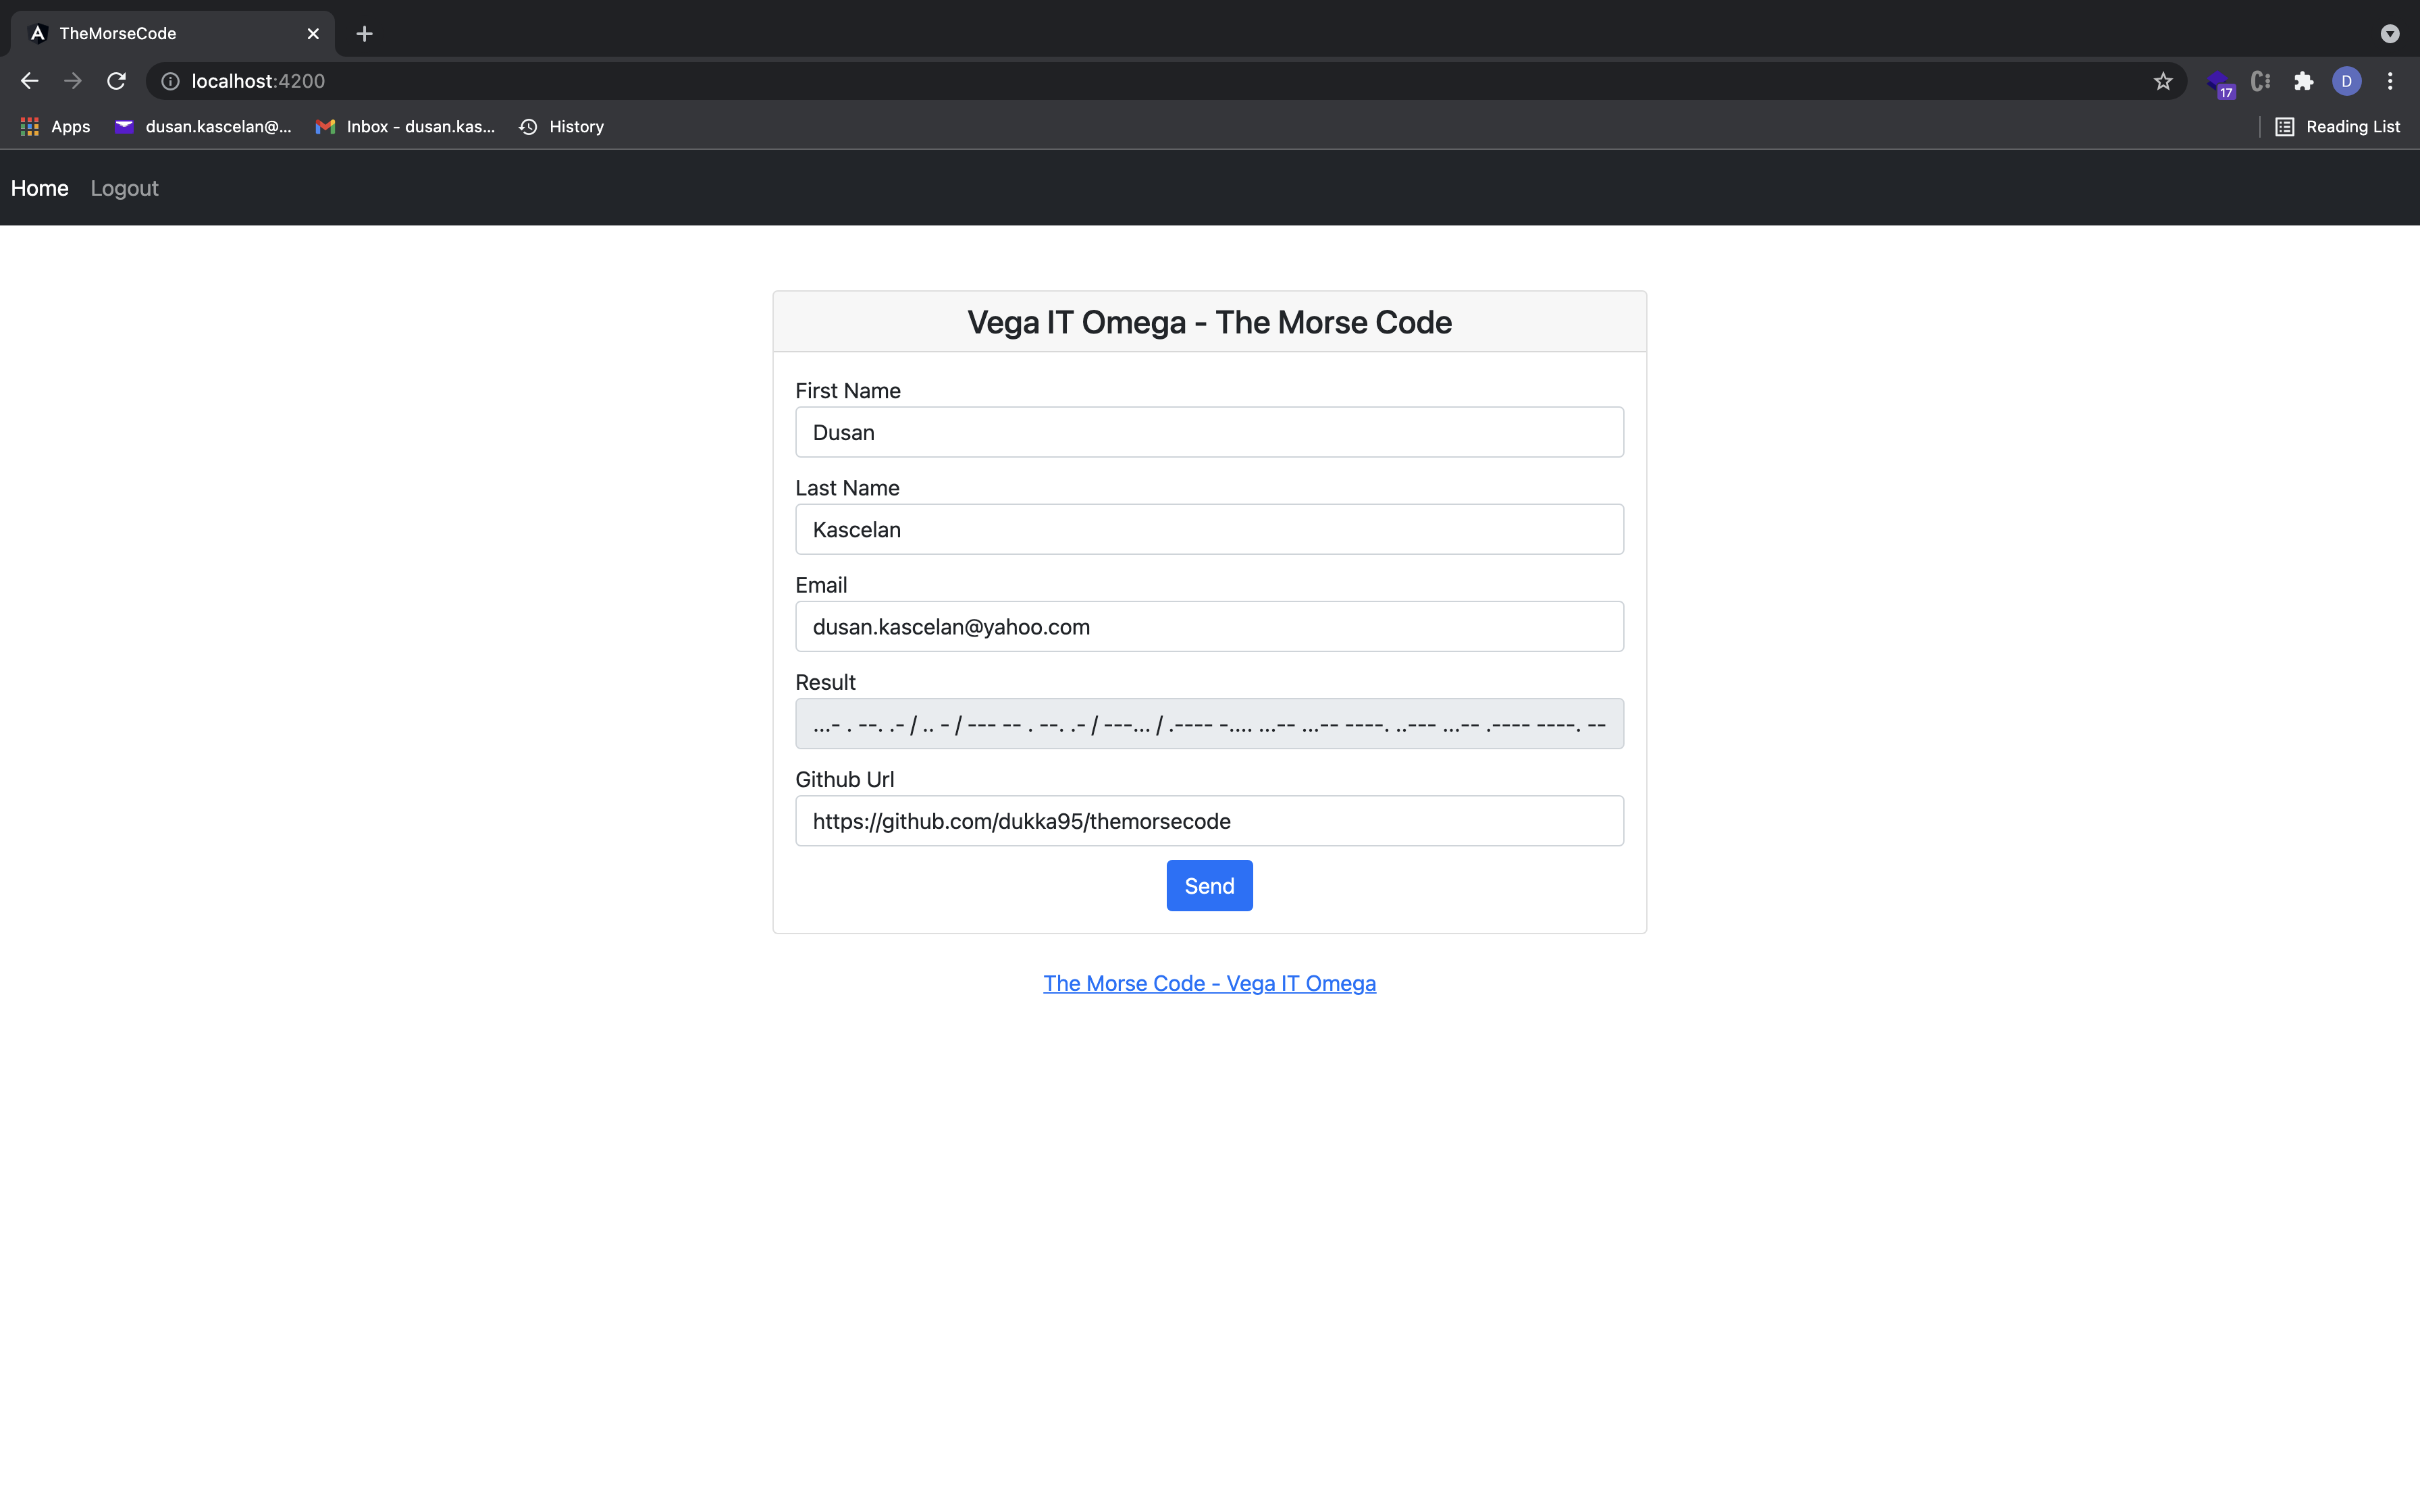 TheMorseCode
localhost:4200
17
D
Apps
dusan.kascelan@...
Inbox - dusan.kas...
History
Reading List
Home
Logout
Vega IT Omega - The Morse Code
First Name
Dusan
Last Name
Kascelan
Email
dusan.kascelan@yahoo.com
Result
...- . --. .- / .. - / --- -- . --. .- / ---... / .---- -.... ...-- ...-- ----. ..--- ...-- .---- ----. --
Github Url
https://github.com/dukka95/themorsecode
Send
The Morse Code - Vega IT Omega